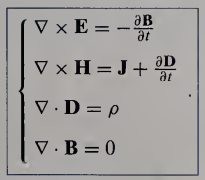 ∇ × E = −∂B/∂t
∇ × H = J + ∂D/∂t
∇ · D = ρ
∇ · B = 0